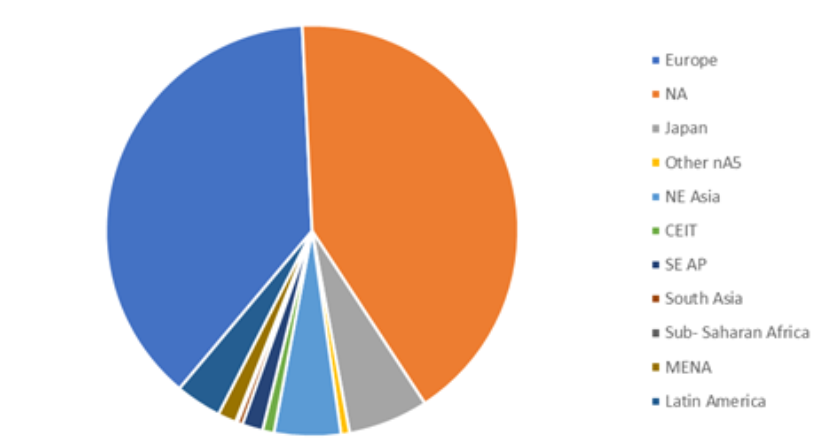 Europe
NA
Japan
Other nA5
NE Asia
CEIT
SE AP
South Asia
Sub- Saharan Africa
MENA
Latin America